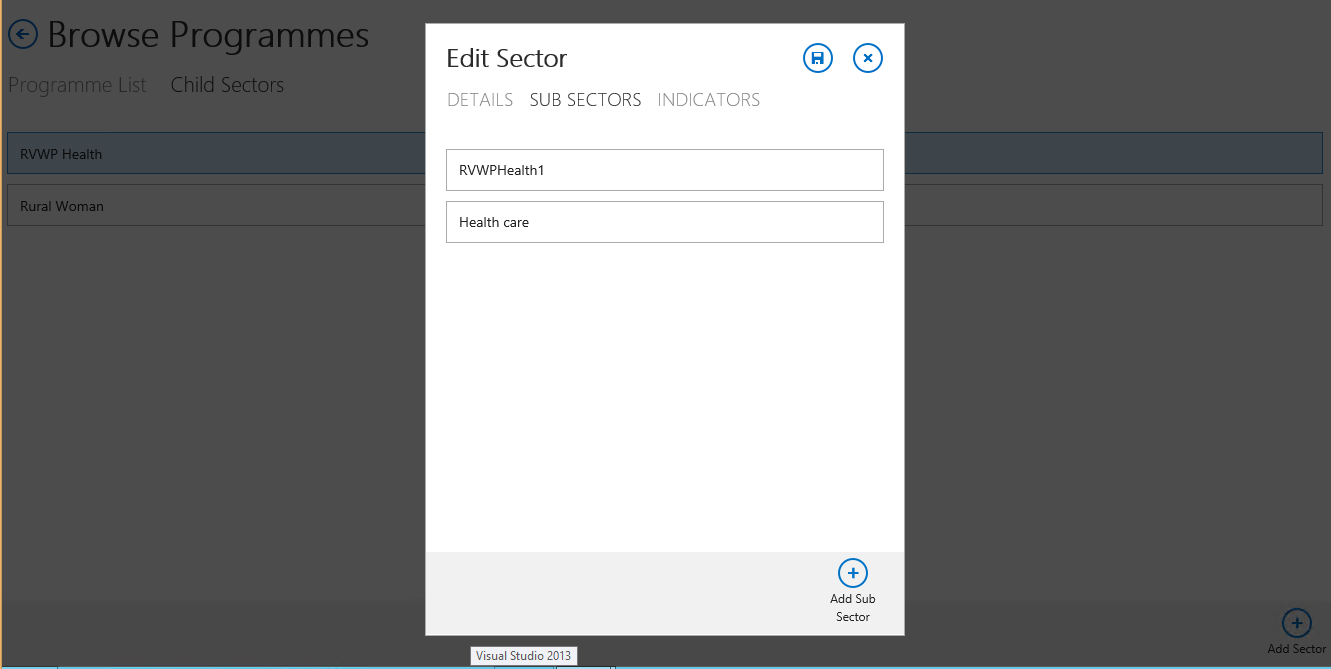 Browse Programmes
Programme List Child Sectors
RVWP Health
Rural Woman
Edit Sector
DETAILS SUB SECTORS INDICATORS
RVWPHealth1
Health care
Add Sub
Sector
Add Sector
Visual Studio 2013